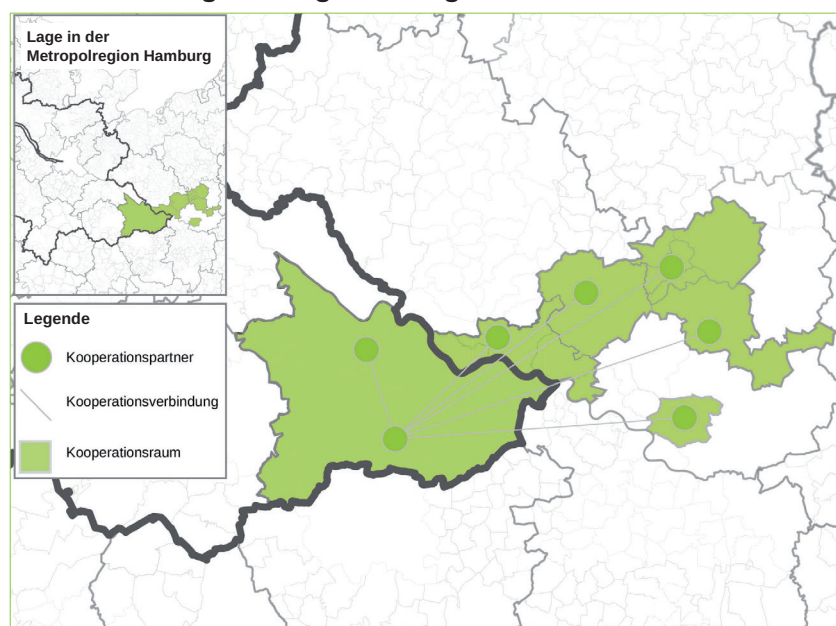 Lage in der
Metropolregion Hamburg
Legende
Kooperationspartner
Kooperationsverbindung
Kooperationsraum